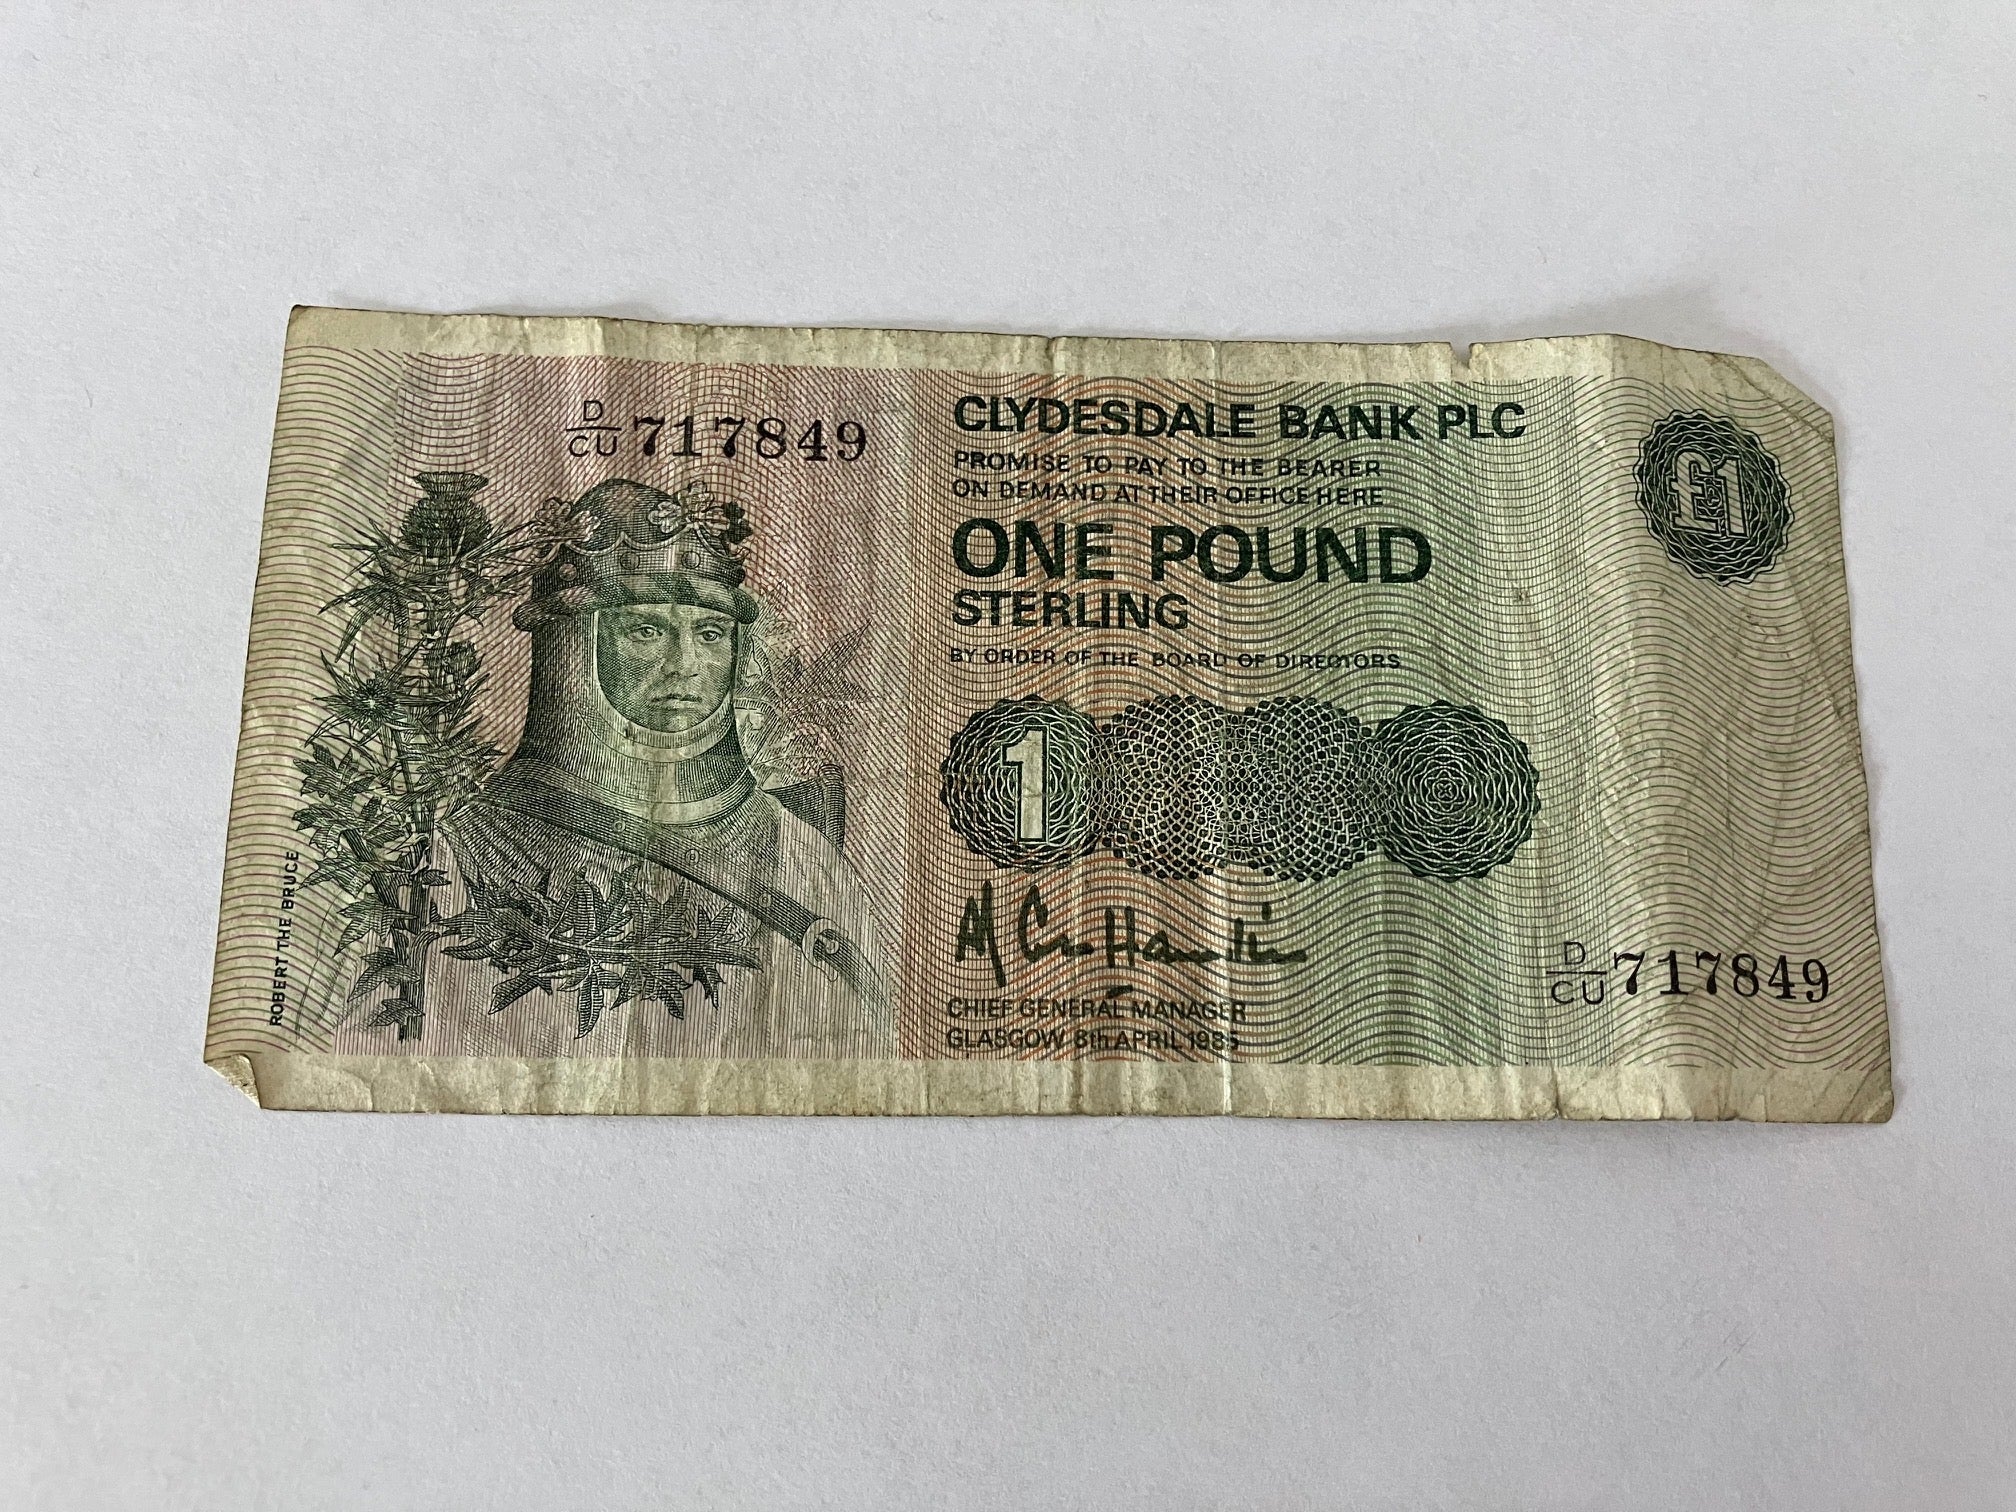 D/CU 717849
CLYDESDALE BANK PLC
PROMISE TO PAY TO THE BEARER
ON DEMAND AT THEIR OFFICE HERE
ONE POUND
STERLING
BY ORDER OF THE BOARD OF DIRECTORS
£1
1
CHIEF GENERAL MANAGER
GLASGOW 8th APRIL 1985
D/CU 717849
ROBERT THE BRUCE